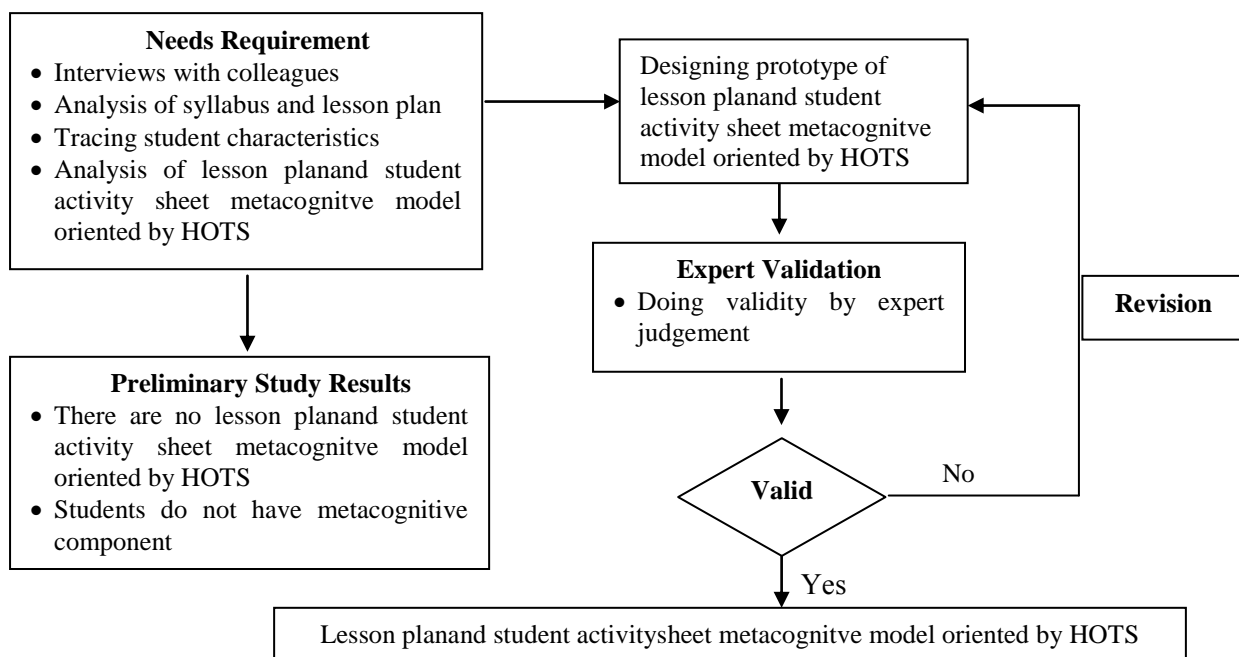 Needs Requirement
• Interviews with colleagues
• Analysis of syllabus and lesson plan
• Tracing student characteristics
• Analysis of lesson planand student
activity sheet metacognitve model
oriented by HOTS
Preliminary Study Results
• There are no lesson planand student
activity sheet metacognitve model
oriented by HOTS
• Students do not have metacognitive
component
Designing prototype of
lesson planand student
activity sheet metacognitve
model oriented by HOTS
Expert Validation
• Doing validity by expert
judgement
Revision
Valid
No
Yes
Lesson planand student activitysheet metacognitve model oriented by HOTS